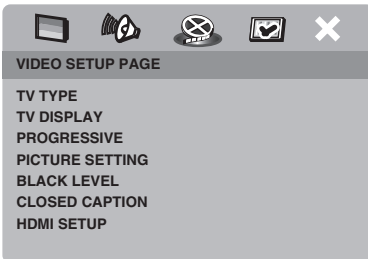 VIDEO SETUP PAGE
TV TYPE
TV DISPLAY
PROGRESSIVE
PICTURE SETTING
BLACK LEVEL
CLOSED CAPTION
HDMI SETUP